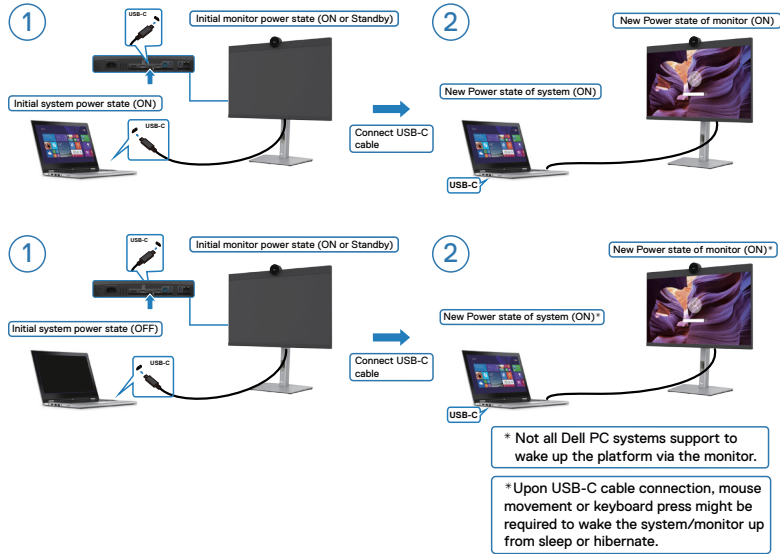 1
USB-C
Initial monitor power state (ON or Standby)
Initial system power state (ON)
USB-C
Connect USB-C
cable
2
New Power state of monitor (ON)
New Power state of system (ON)
USB-C
1
USB-C
Initial monitor power state (ON or Standby)
Initial system power state (OFF)
USB-C
Connect USB-C
cable
2
New Power state of monitor (ON)*
New Power state of system (ON)*
USB-C
* Not all Dell PC systems support to
wake up the platform via the monitor.
*Upon USB-C cable connection, mouse
movement or keyboard press might be
required to wake the system/monitor up
from sleep or hibernate.